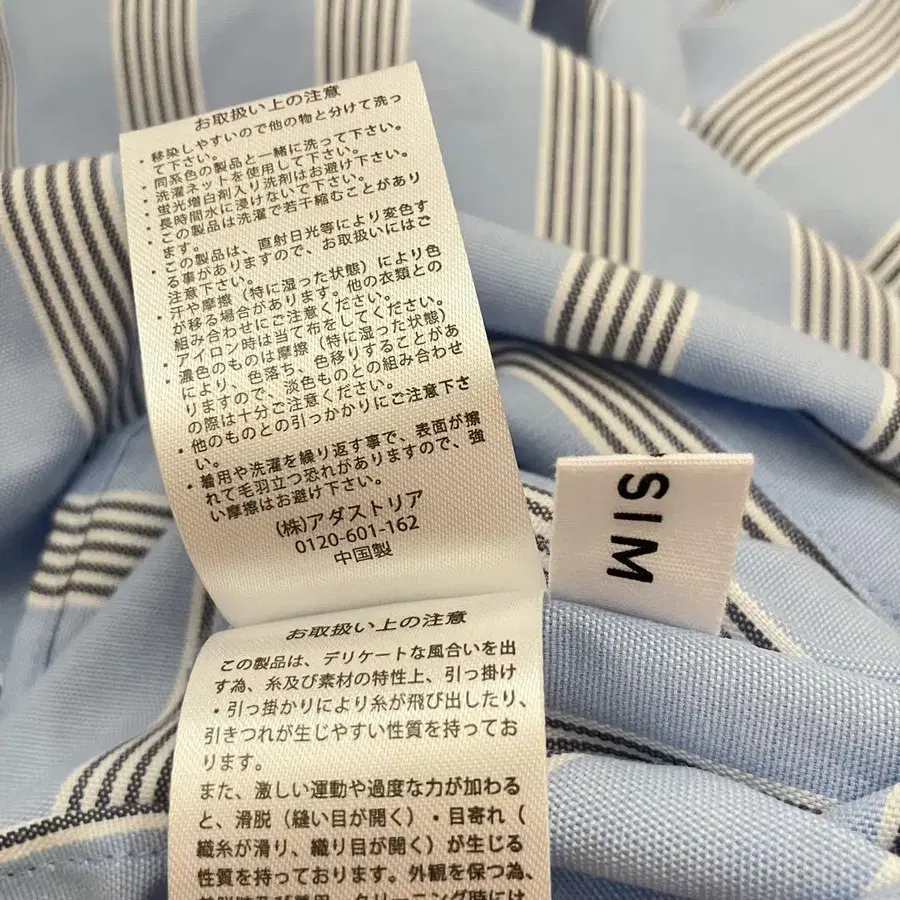 お取扱い上の注意
・移染しやすいので他の物と分けて洗っ
て下さい。
・同系色の製品と一緒に洗って下さい。
・洗濯ネットを使用して下さい。
・蛍光増白剤入り洗剤はお避け下さい。
・長時間水に浸けないで下さい。
・この製品は洗濯で若干縮むことがあり
ます。
・この製品は、直射日光等により変色す
る事がありますので、お取扱いにはご
注意下さい。
・汗や摩擦（特に湿った状態）により色
が移る場合があります。他の衣類との
組み合わせにご注意ください。
・アイロン時は当て布をしてください。
・濃色のものは摩擦（特に湿った状態）
により、色落ち、色移りすることがあ
りますので、淡色ものとの組み合わせ
の際は十分ご注意ください。
・他のものとの引っかかりにご注意下さ
い。
・着用や洗濯を繰り返す事で、表面が擦
れて毛羽立つ恐れがありますので、強
い摩擦はお避け下さい。
(株)アダストリア
0120-601-162
中国製
SIM
お取扱い上の注意
この製品は、デリケートな風合いを出
す為、糸及び素材の特性上、引っ掛け
・引っ掛かりにより糸が飛び出したり、
引きつれが生じやすい性質を持ってお
ります。
また、激しい運動や過度な力が加わる
と、滑脱（縫い目が開く）・目寄れ（
織糸が滑り、織り目が開く）が生じる
性質を持っております。外観を保つ為、